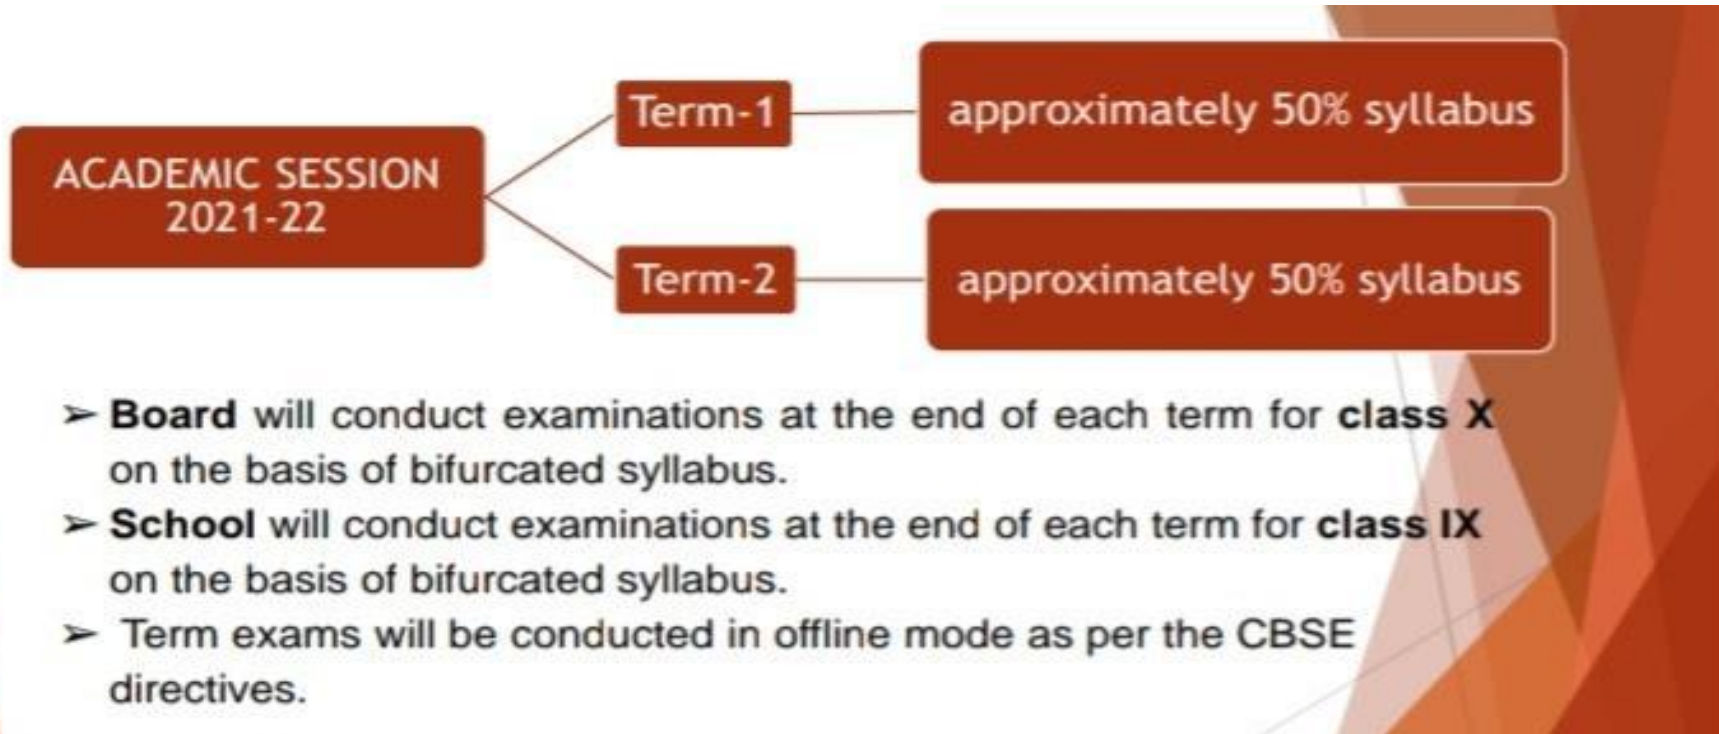 ACADEMIC SESSION
2021-22
Term-1
approximately 50% syllabus
Term-2
approximately 50% syllabus
➢ Board will conduct examinations at the end of each term for class X
on the basis of bifurcated syllabus.
➢ School will conduct examinations at the end of each term for class IX
on the basis of bifurcated syllabus.
➢ Term exams will be conducted in offline mode as per the CBSE
directives.